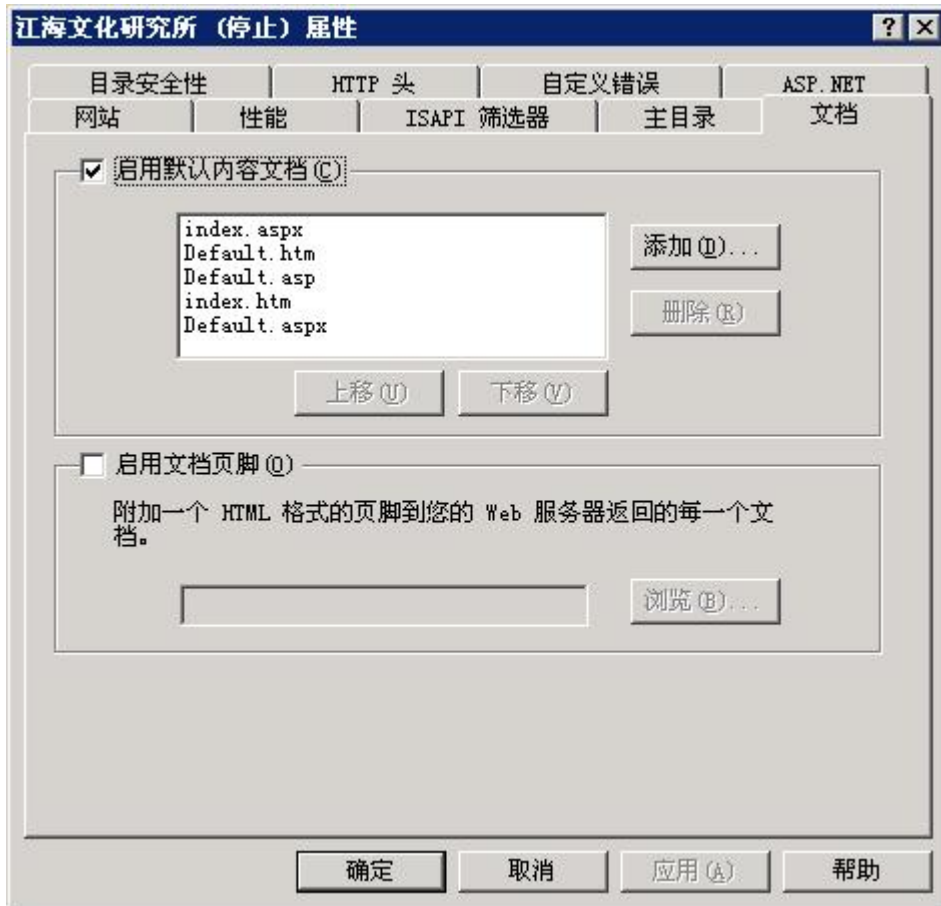 江海文化研究所 (停止) 属性
目录安全性 HTTP 头 自定义错误 ASP.NET
网站 性能 ISAPI 筛选器 主目录 文档
启用默认内容文档(C)
index.aspx
Default.htm
Default.asp
index.htm
Default.aspx
添加(D)...
删除(R)
上移(U) 下移(V)
启用文档页脚(O)
附加一个 HTML 格式的页脚到您的 Web 服务器返回的每一个文
档。
浏览(B)...
确定 取消 应用(A) 帮助